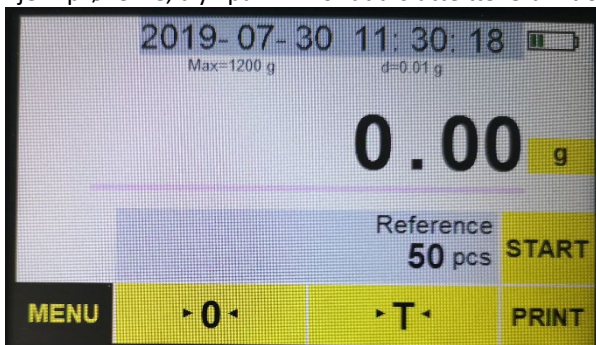 2019-07-30 11:30:18
Max=1200 g d=0.01 g
0.00 g
Reference
50 pcs
START
MENU
0
T
PRINT